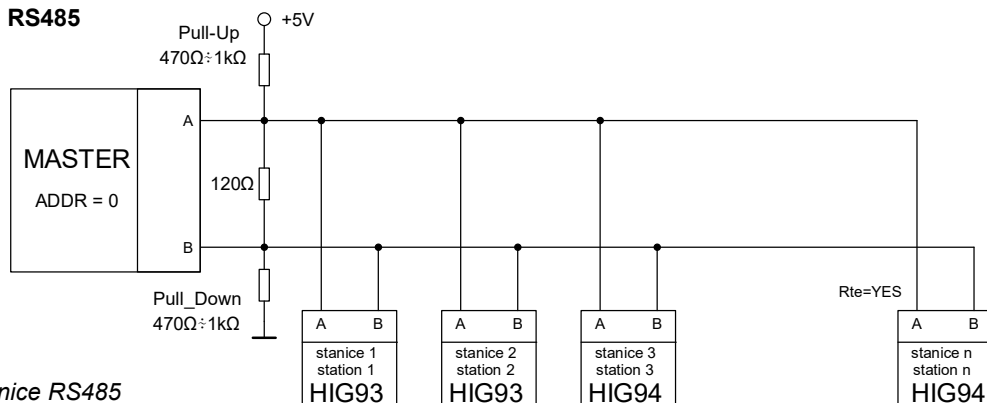 RS485
+5V
Pull-Up
470Ω÷1kΩ
A
MASTER
120Ω
ADDR = 0
B
Pull_Down
470Ω÷1kΩ
Rte=YES
A B
stanice 1
station 1
HIG93
A B
stanice 2
station 2
HIG93
A B
stanice 3
station 3
HIG94
A B
stanice n
station n
HIG94
RS485